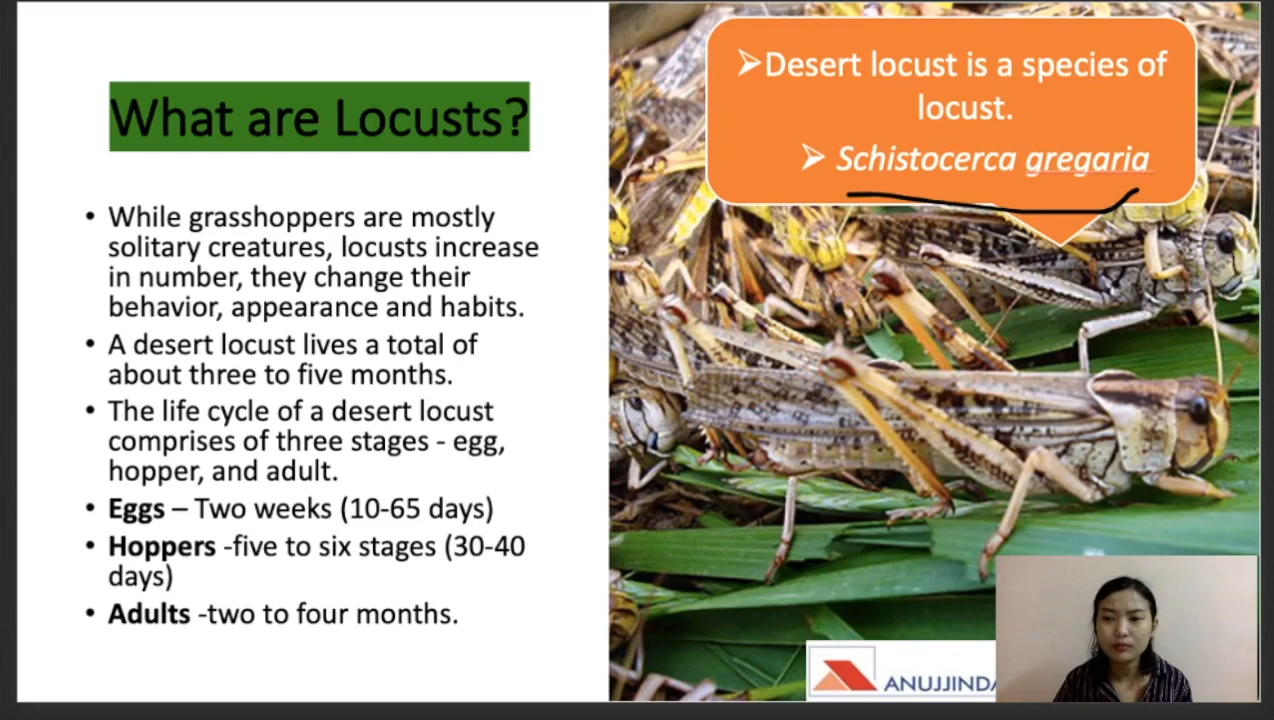 What are Locusts?
• While grasshoppers are mostly
solitary creatures, locusts increase
in number, they change their
behavior, appearance and habits.
• A desert locust lives a total of
about three to five months.
• The life cycle of a desert locust
comprises of three stages - egg,
hopper, and adult.
• Eggs – Two weeks (10-65 days)
• Hoppers -five to six stages (30-40
days)
• Adults -two to four months.
➢Desert locust is a species of
locust.
➢ Schistocerca gregaria